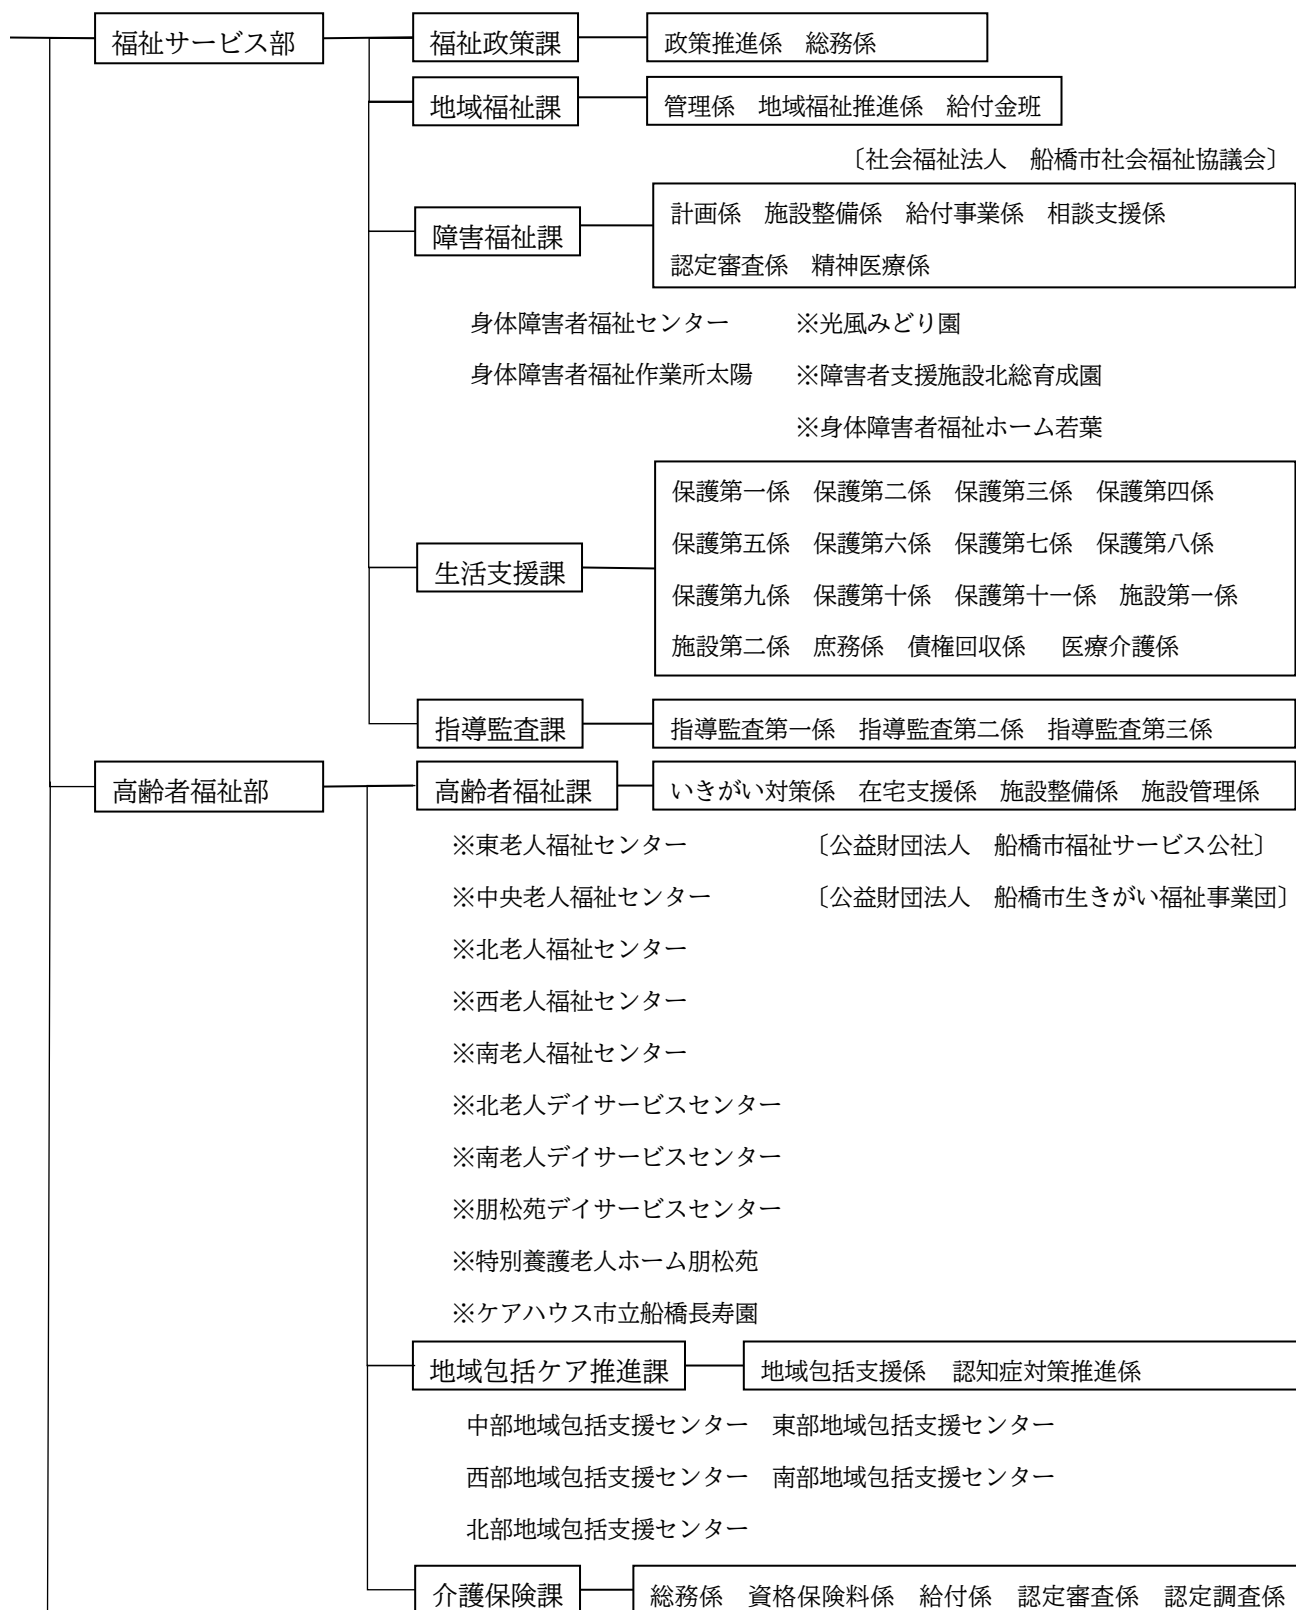 福祉サービス部　福祉政策課　政策推進係　総務係
地域福祉課　管理係　地域福祉推進係　給付金班
〔社会福祉法人　船橋市社会福祉協議会〕
計画係　施設整備係　給付事業係　相談支援係
障害福祉課
認定審査係　精神医療係
身体障害者福祉センター　※光風みどり園
身体障害者福祉作業所太陽　※障害者支援施設北総育成園
※身体障害者福祉ホーム若葉
保護第一係　保護第二係　保護第三係　保護第四係
保護第五係　保護第六係　保護第七係　保護第八係
生活支援課
保護第九係　保護第十係　保護第十一係　施設第一係
施設第二係　庶務係　債権回収係　医療介護係
指導監査課　指導監査第一係　指導監査第二係　指導監査第三係
高齢者福祉部　高齢者福祉課　いきがい対策係　在宅支援係　施設整備係　施設管理係
※東老人福祉センター　〔公益財団法人　船橋市福祉サービス公社〕
※中央老人福祉センター　〔公益財団法人　船橋市生きがい福祉事業団〕
※北老人福祉センター
※西老人福祉センター
※南老人福祉センター
※北老人デイサービスセンター
※南老人デイサービスセンター
※朋松苑デイサービスセンター
※特別養護老人ホーム朋松苑
※ケアハウス市立船橋長寿園
地域包括ケア推進課　地域包括支援係　認知症対策推進係
中部地域包括支援センター　東部地域包括支援センター
西部地域包括支援センター　南部地域包括支援センター
北部地域包括支援センター
介護保険課　総務係　資格保険料係　給付係　認定審査係　認定調査係